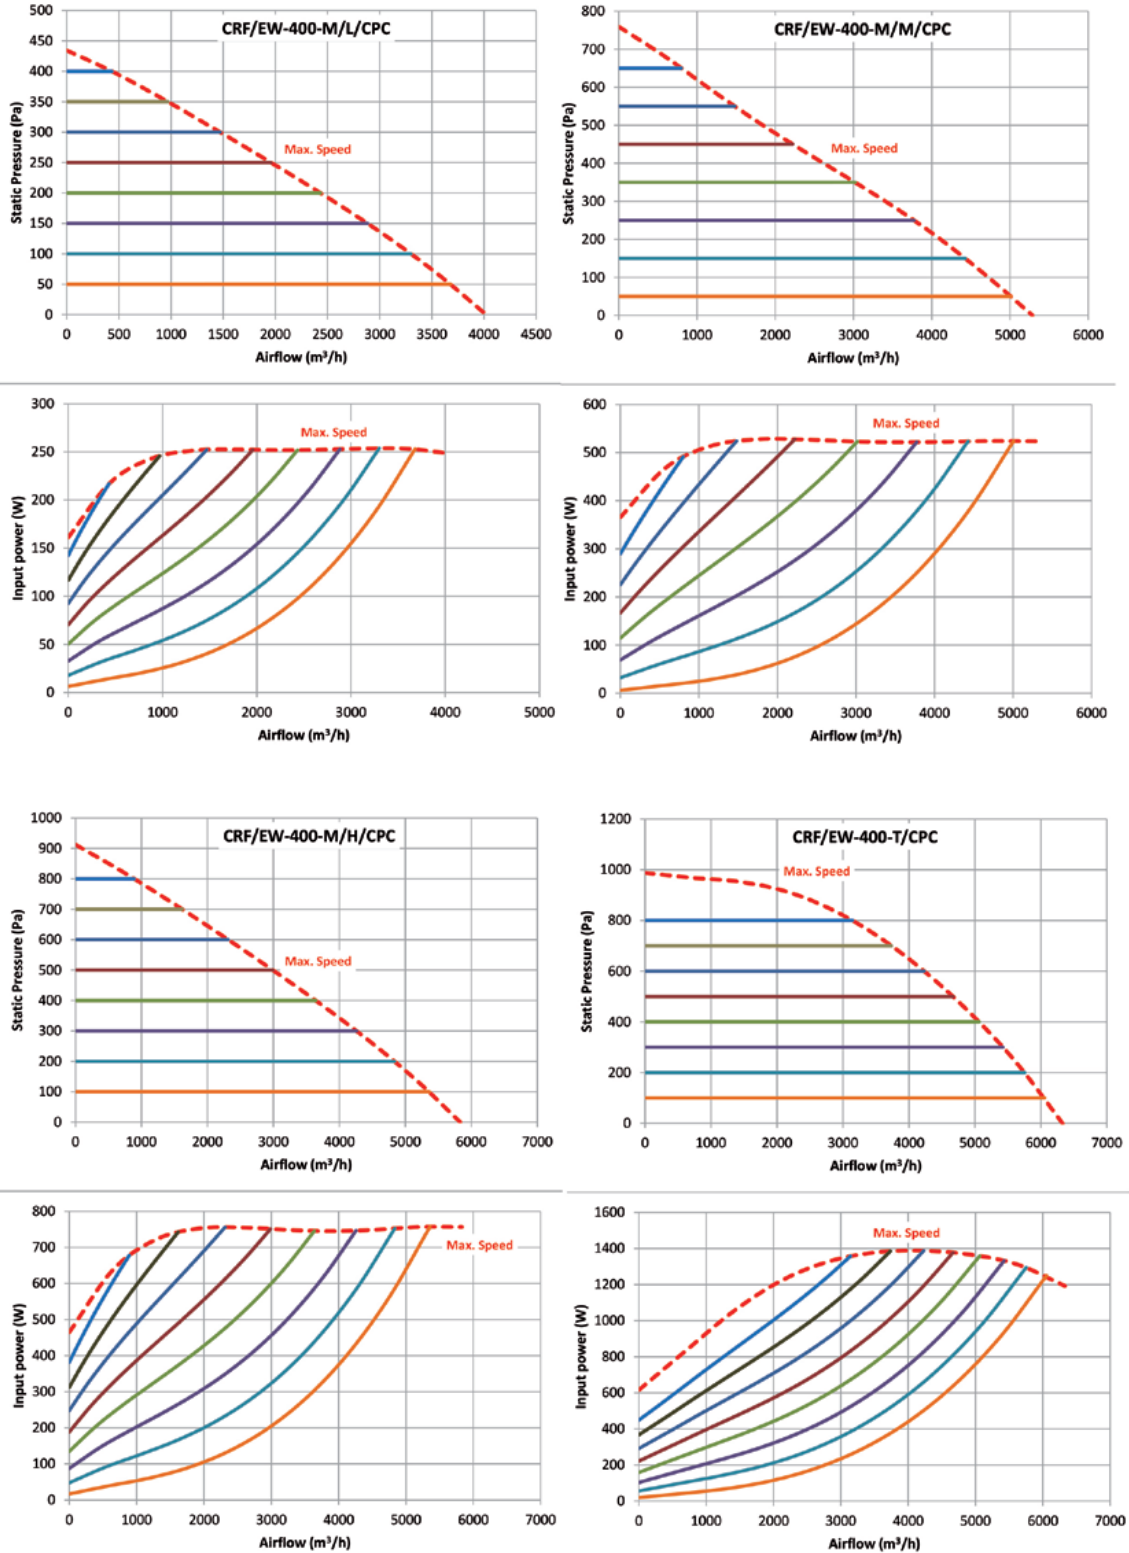 CRF/EW-400-M/L/CPC
Static Pressure (Pa)
500
450
400
350
300
250
200
150
100
50
0
Max. Speed
0 500 1000 1500 2000 2500 3000 3500 4000 4500
Airflow (m³/h)
CRF/EW-400-M/M/CPC
Static Pressure (Pa)
800
700
600
500
400
300
200
100
0
Max. Speed
0 1000 2000 3000 4000 5000 6000
Airflow (m³/h)
Input power (W)
300
250
200
150
100
50
0
Max. Speed
0 1000 2000 3000 4000 5000
Airflow (m³/h)
Input power (W)
600
500
400
300
200
100
0
Max. Speed
0 1000 2000 3000 4000 5000 6000
Airflow (m³/h)
CRF/EW-400-M/H/CPC
Static Pressure (Pa)
1000
900
800
700
600
500
400
300
200
100
0
Max. Speed
0 1000 2000 3000 4000 5000 6000 7000
Airflow (m³/h)
CRF/EW-400-T/CPC
Static Pressure (Pa)
1200
1000
800
600
400
200
0
Max. Speed
0 1000 2000 3000 4000 5000 6000 7000
Airflow (m³/h)
Input power (W)
800
700
600
500
400
300
200
100
0
Max. Speed
0 1000 2000 3000 4000 5000 6000 7000
Airflow (m³/h)
Input power (W)
1600
1400
1200
1000
800
600
400
200
0
Max. Speed
0 1000 2000 3000 4000 5000 6000 7000
Airflow (m³/h)